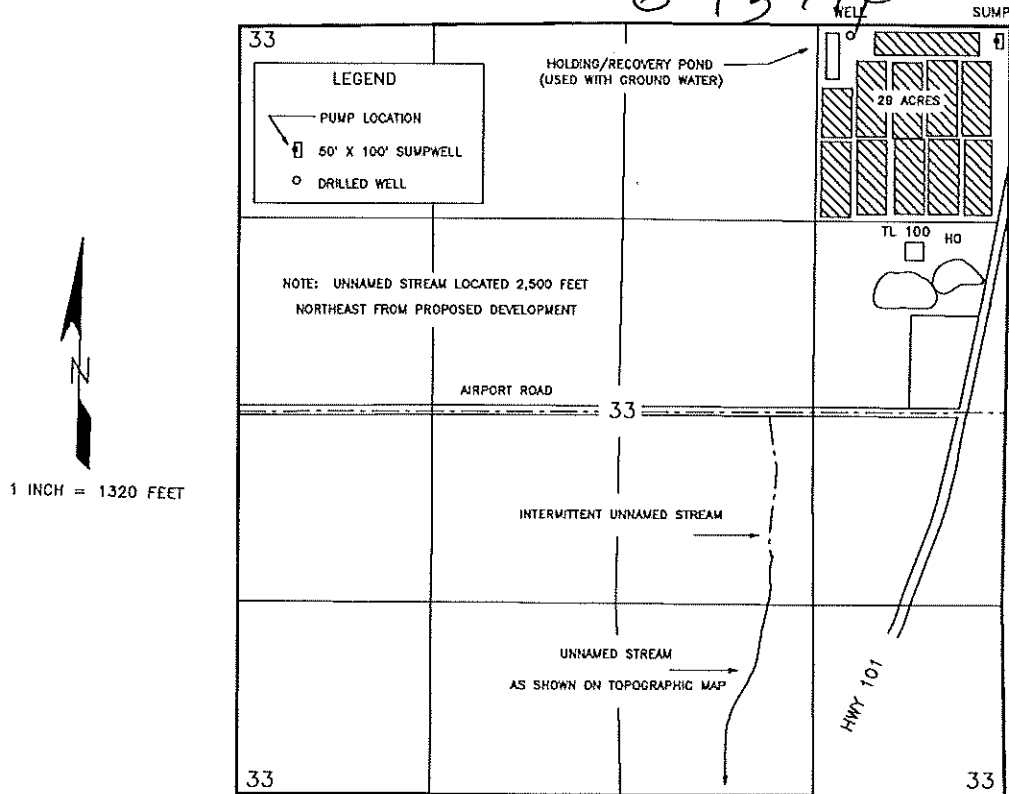 WELL SUMP
33
HOLDING/RECOVERY POND
(USED WITH GROUND WATER)
LEGEND
PUMP LOCATION
50' X 100' SUMPWELL
DRILLED WELL
29 ACRES
TL 100 HO
NOTE: UNNAMED STREAM LOCATED 2,500 FEET
NORTHEAST FROM PROPOSED DEVELOPMENT
N
AIRPORT ROAD
33
1 INCH = 1320 FEET
INTERMITTENT UNNAMED STREAM
UNNAMED STREAM
AS SHOWN ON TOPOGRAPHIC MAP
HWY 101
33
33